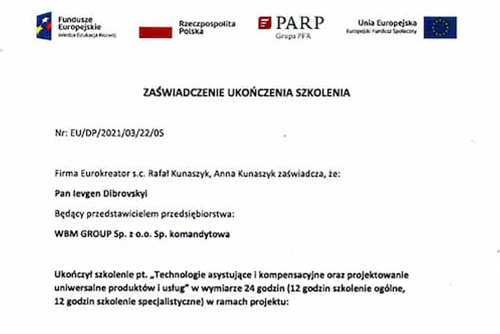 Fundusze
Europejskie
Wiedza Edukacja Rozwój
Rzeczpospolita
Polska
PARP
Grupa PFR
Unia Europejska
Europejski Fundusz Społeczny
ZAŚWIADCZENIE UKOŃCZENIA SZKOLENIA
Nr: EU/DP/2021/03/22/05
Firma Eurokreator s.c. Rafał Kunaszyk, Anna Kunaszyk zaświadcza, że:
Pan Ievgen Dibrovskyi
Będący przedstawicielem przedsiębiorstwa:
WBM GROUP Sp. z o.o. Sp. komandytowa
Ukończył szkolenie pt. „Technologie asystujące i kompensacyjne oraz projektowanie
uniwersalne produktów i usług” w wymiarze 24 godzin (12 godzin szkolenie ogólne,
12 godzin szkolenie specjalistyczne) w ramach projektu: